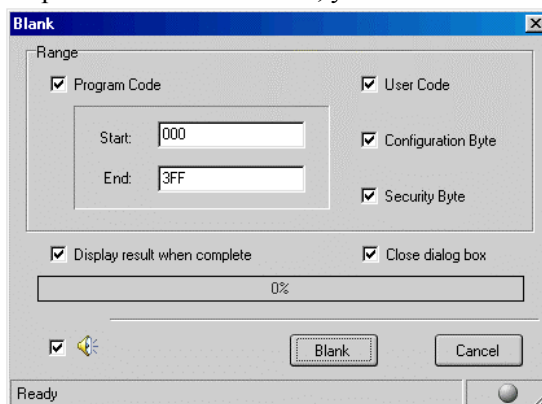 Blank
Range
Program Code
User Code
Start: 000
Configuration Byte
End: 3FF
Security Byte
Display result when complete
Close dialog box
0%
Blank
Cancel
Ready